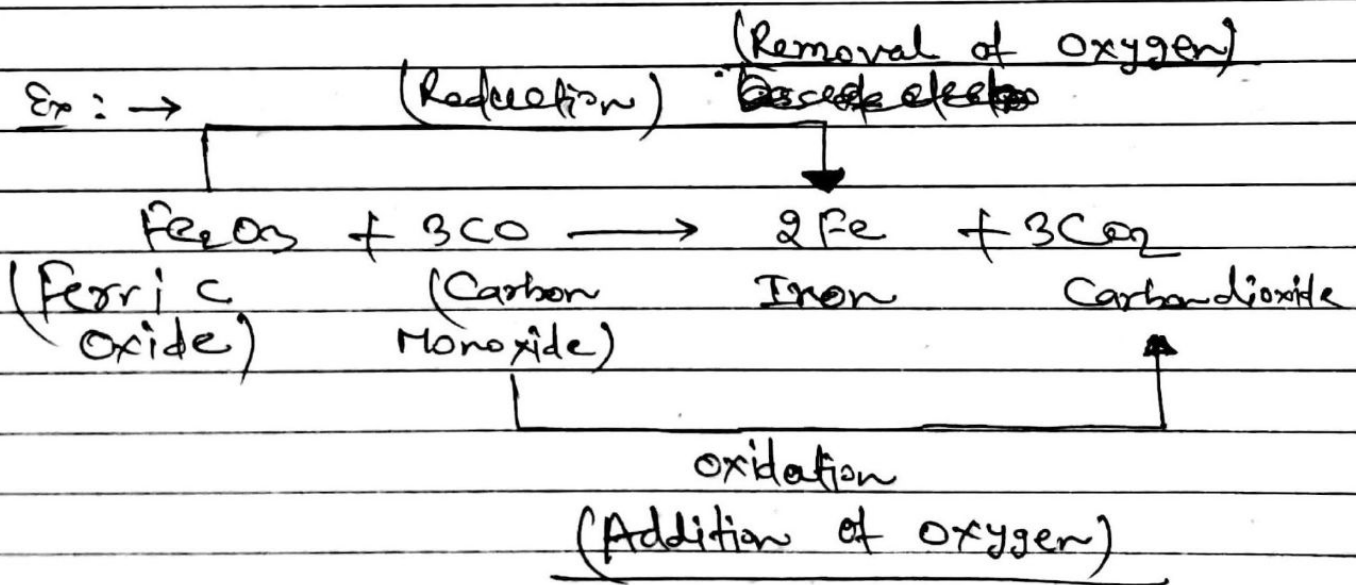 (Removal of oxygen)
Ex: → (Reduction)
Fe2O3 + 3CO → 2Fe + 3CO2
(Ferric (Carbon Iron Carbondioxide
oxide) Monoxide)
oxidation
(Addition of oxygen)